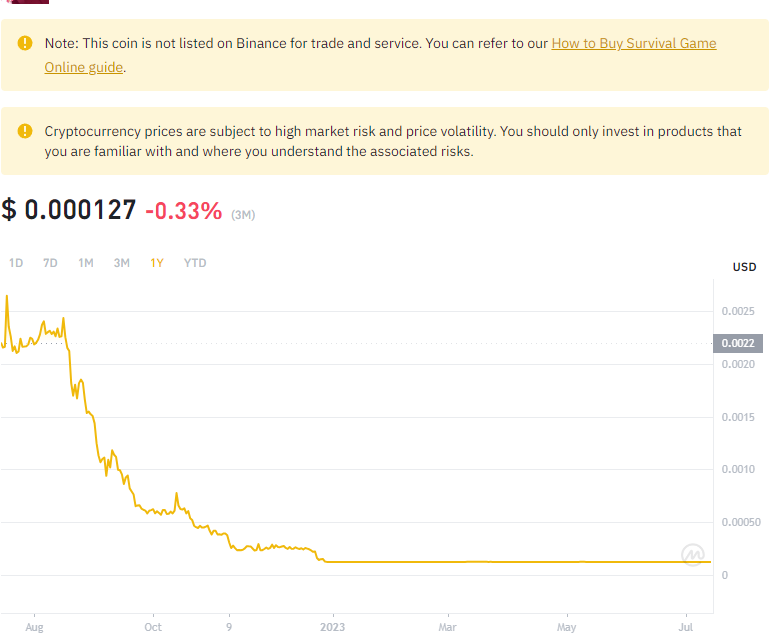 Note: This coin is not listed on Binance for trade and service. You can refer to our How to Buy Survival Game
Online guide.
Cryptocurrency prices are subject to high market risk and price volatility. You should only invest in products that
you are familiar with and where you understand the associated risks.
$ 0.000127 -0.33% (3M)
1D 7D 1M 3M 1Y YTD
USD
0.0025
0.0022
0.0020
0.0015
0.0010
0.00050
0
Aug Oct 9 2023 Mar May Jul